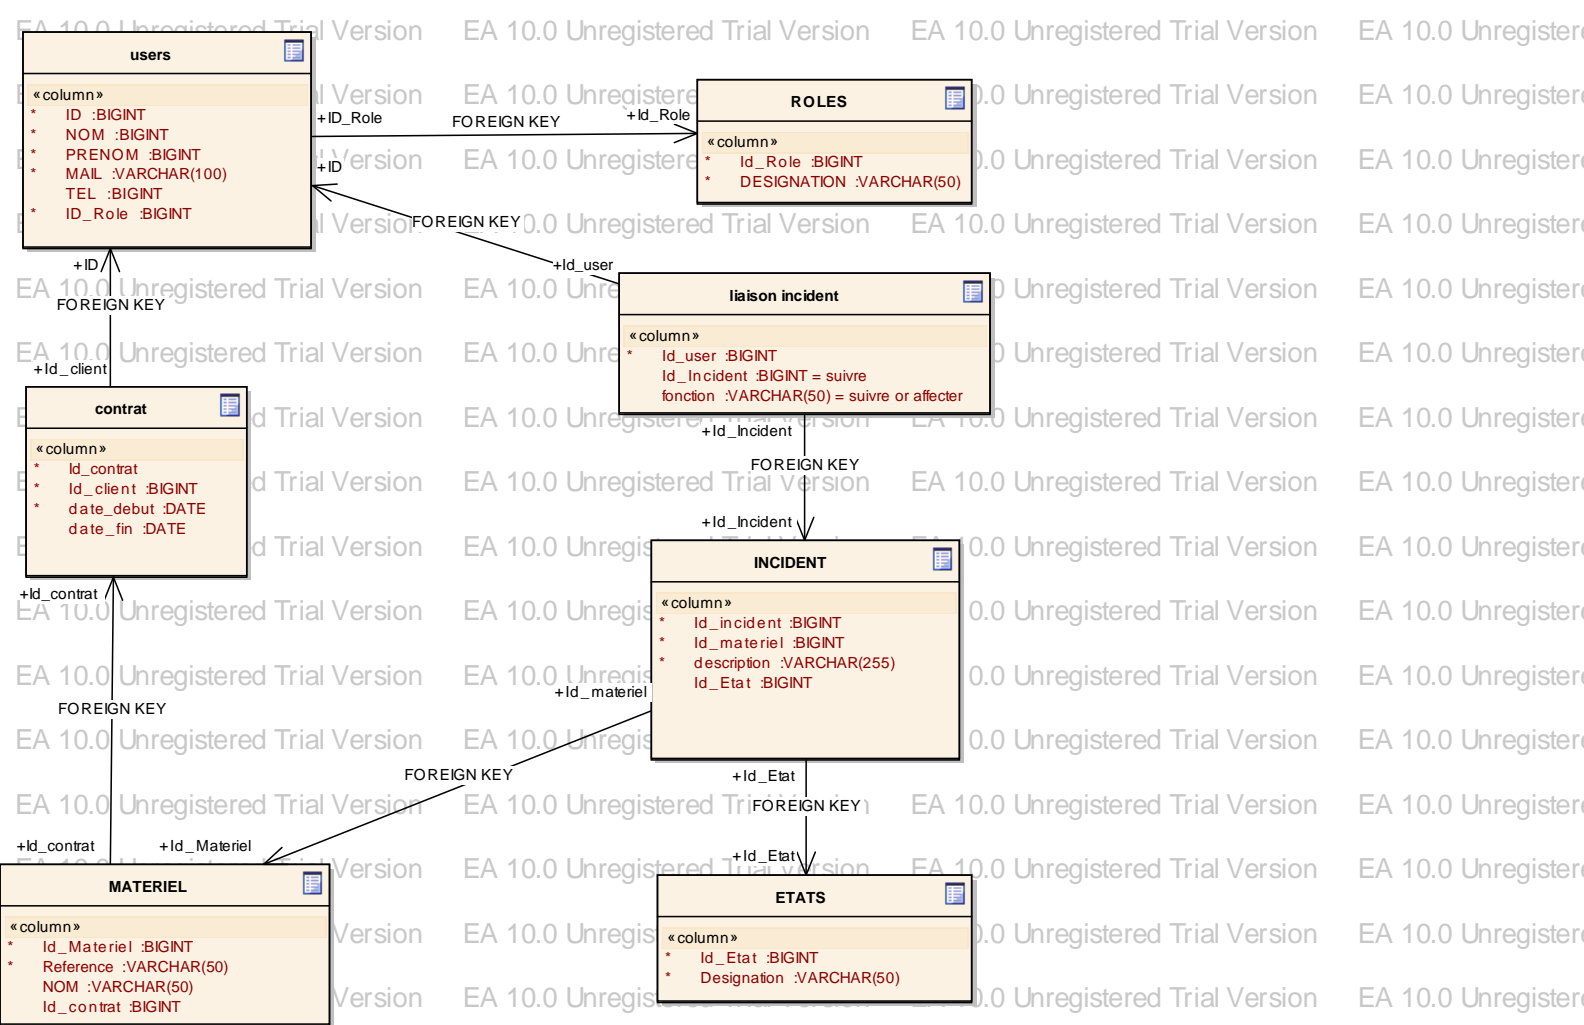 users
«column»
* ID :BIGINT
* NOM :BIGINT
* PRENOM :BIGINT
* MAIL :VARCHAR(100)
TEL :BIGINT
* ID_Role :BIGINT
+ID_Role
FOREIGN KEY
+Id_Role
ROLES
«column»
* Id_Role :BIGINT
* DESIGNATION :VARCHAR(50)
+ID
FOREIGN KEY
+Id_user
liaison incident
«column»
* Id_user :BIGINT
Id_Incident :BIGINT = suivre
fonction :VARCHAR(50) = suivre or affecter
+ID
FOREIGN KEY
+Id_client
contrat
«column»
* Id_contrat
* Id_client :BIGINT
* date_debut :DATE
date_fin :DATE
+Id_Incident
FOREIGN KEY
+Id_Incident
INCIDENT
«column»
* Id_incident :BIGINT
* Id_materiel :BIGINT
* description :VARCHAR(255)
Id_Etat :BIGINT
+Id_contrat
FOREIGN KEY
+Id_contrat
+Id_materiel
FOREIGN KEY
+Id_Materiel
MATERIEL
«column»
* Id_Materiel :BIGINT
* Reference :VARCHAR(50)
NOM :VARCHAR(50)
Id_contrat :BIGINT
+Id_Etat
FOREIGN KEY
+Id_Etat
ETATS
«column»
* Id_Etat :BIGINT
* Designation :VARCHAR(50)
EA 10.0 Unregistered Trial Version